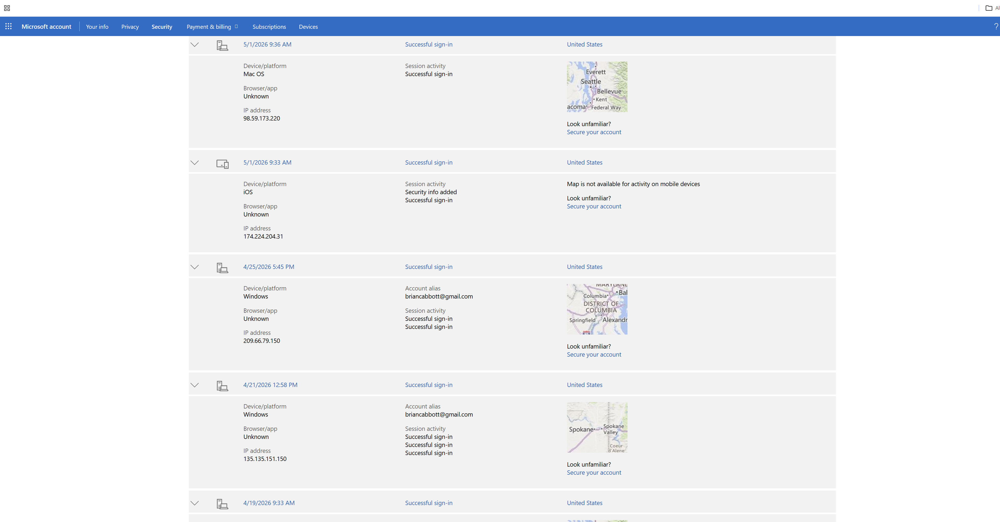 Microsoft account
Your info
Privacy
Security
Payment & billing
Subscriptions
Devices
?
5/1/2026 9:36 AM
Successful sign-in
United States
Device/platform
Mac OS
Browser/app
Unknown
IP address
98.59.173.220
Session activity
Successful sign-in
Everett
Seattle
Bellevue
Kent
acoma
Federal Way
Look unfamiliar?
Secure your account
5/1/2026 9:33 AM
Successful sign-in
United States
Device/platform
iOS
Browser/app
Unknown
IP address
174.224.204.31
Session activity
Security info added
Successful sign-in
Map is not available for activity on mobile devices
Look unfamiliar?
Secure your account
4/25/2026 5:45 PM
Successful sign-in
United States
Device/platform
Windows
Browser/app
Unknown
IP address
209.66.79.150
Account alias
briancabbott@gmail.com
Session activity
Successful sign-in
Successful sign-in
MARYLAND
Bal
Columbia
DISTRICT OF
COLUMBIA
Springfield
Alexandr
95
Look unfamiliar?
Secure your account
4/21/2026 12:58 PM
Successful sign-in
United States
Device/platform
Windows
Browser/app
Unknown
IP address
135.135.151.150
Account alias
briancabbott@gmail.com
Session activity
Successful sign-in
Successful sign-in
Successful sign-in
Spokane
Spokane
Valley
Coeur
d'Alene
Look unfamiliar?
Secure your account
4/19/2026 9:33 AM
Successful sign-in
United States